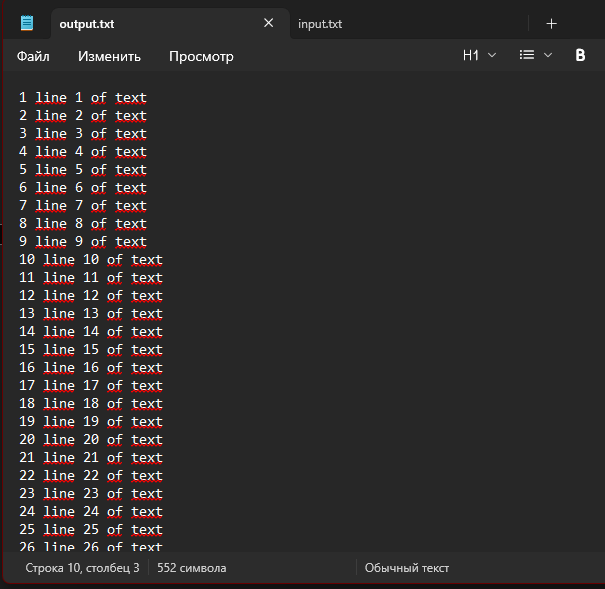 output.txt
input.txt
Файл Изменить Просмотр H1 B
1 line 1 of text
2 line 2 of text
3 line 3 of text
4 line 4 of text
5 line 5 of text
6 line 6 of text
7 line 7 of text
8 line 8 of text
9 line 9 of text
10 line 10 of text
11 line 11 of text
12 line 12 of text
13 line 13 of text
14 line 14 of text
15 line 15 of text
16 line 16 of text
17 line 17 of text
18 line 18 of text
19 line 19 of text
20 line 20 of text
21 line 21 of text
22 line 22 of text
23 line 23 of text
24 line 24 of text
25 line 25 of text
26 line 26 of text
Строка 10, столбец 3 552 символа Обычный текст